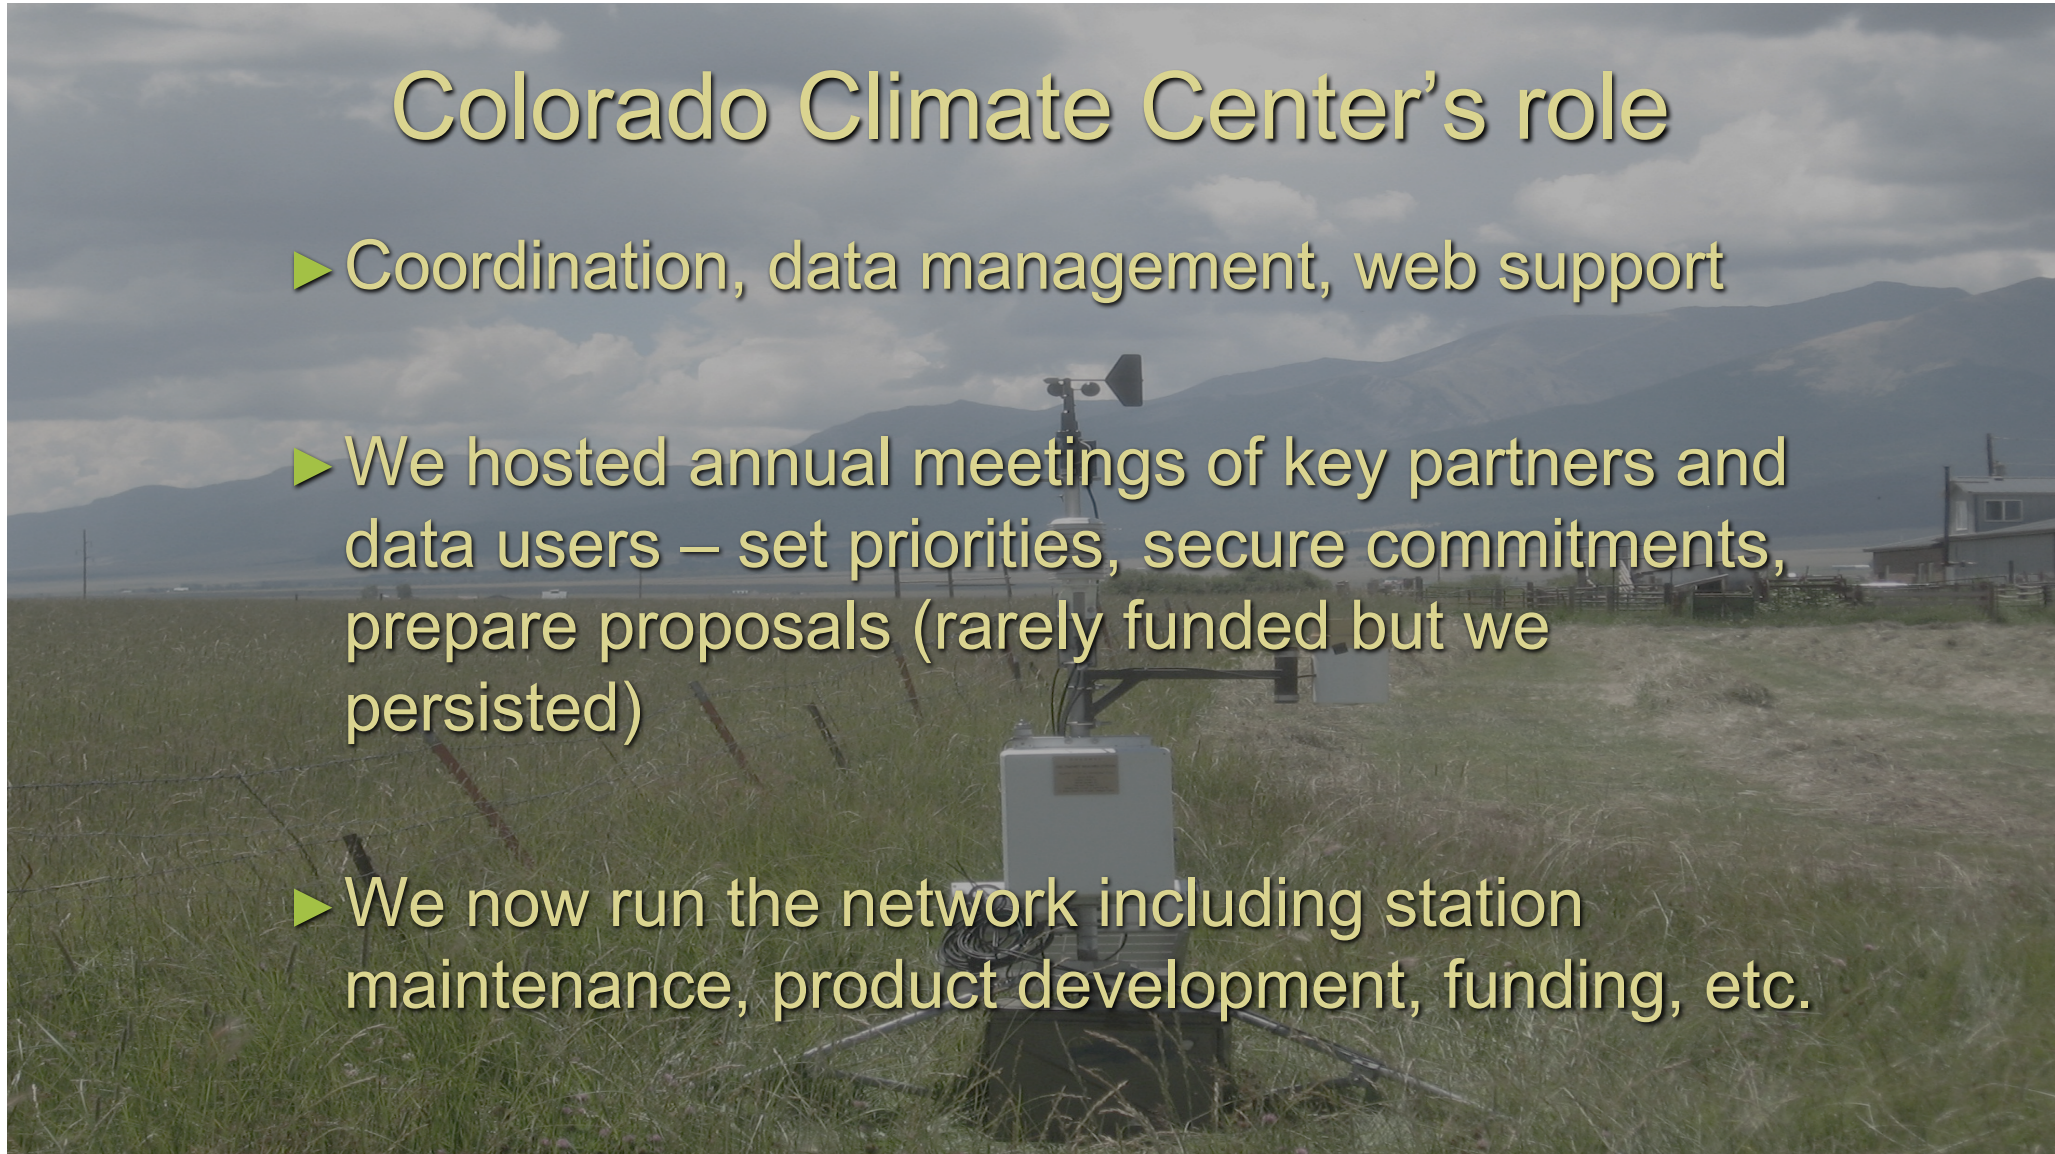 Colorado Climate Center’s role
► Coordination, data management, web support
► We hosted annual meetings of key partners and
data users – set priorities, secure commitments,
prepare proposals (rarely funded but we
persisted)
► We now run the network including station
maintenance, product development, funding, etc.